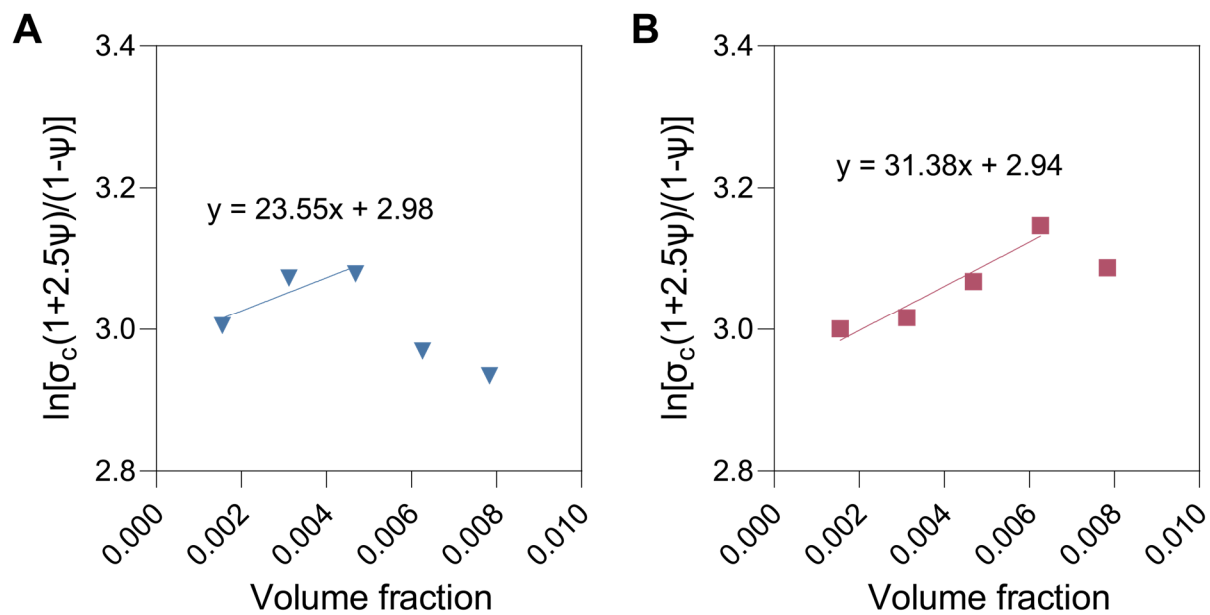 A
3.4
3.2
3.0
2.8
ln[σc(1+2.5ψ)/(1-ψ)]
y = 23.55x + 2.98
0.000
0.002
0.004
0.006
0.008
0.010
Volume fraction
B
3.4
3.2
3.0
2.8
ln[σc(1+2.5ψ)/(1-ψ)]
y = 31.38x + 2.94
0.000
0.002
0.004
0.006
0.008
0.010
Volume fraction